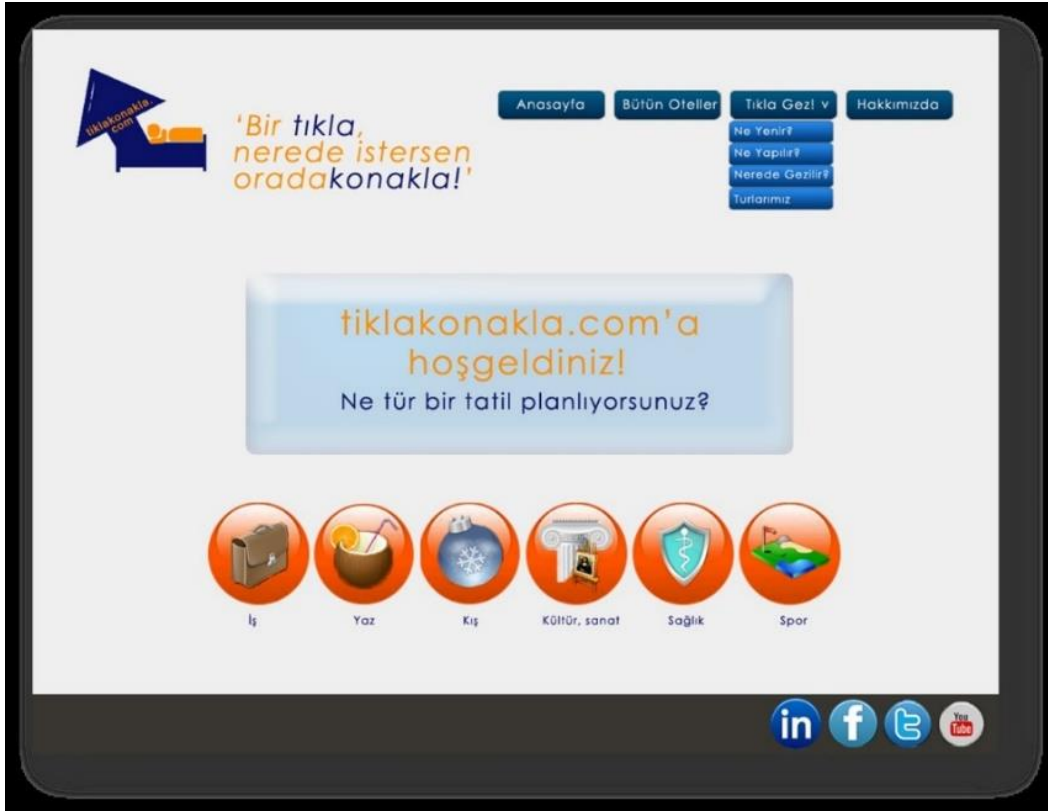 tiklakonakla.
com
'Bir tıkla,
nerede istersen
oradakonakla!'
Anasayfa
Bütün Oteller
Tıkla Gez! v
Hakkımızda
Ne Yenir?
Ne Yapılır?
Nerede Gezilir?
Turlarımız
tiklakonakla.com'a
hoşgeldiniz!
Ne tür bir tatil planlıyorsunuz?
İş
Yaz
Kış
Kültür, sanat
Sağlık
Spor
in
f
t
You
Tube